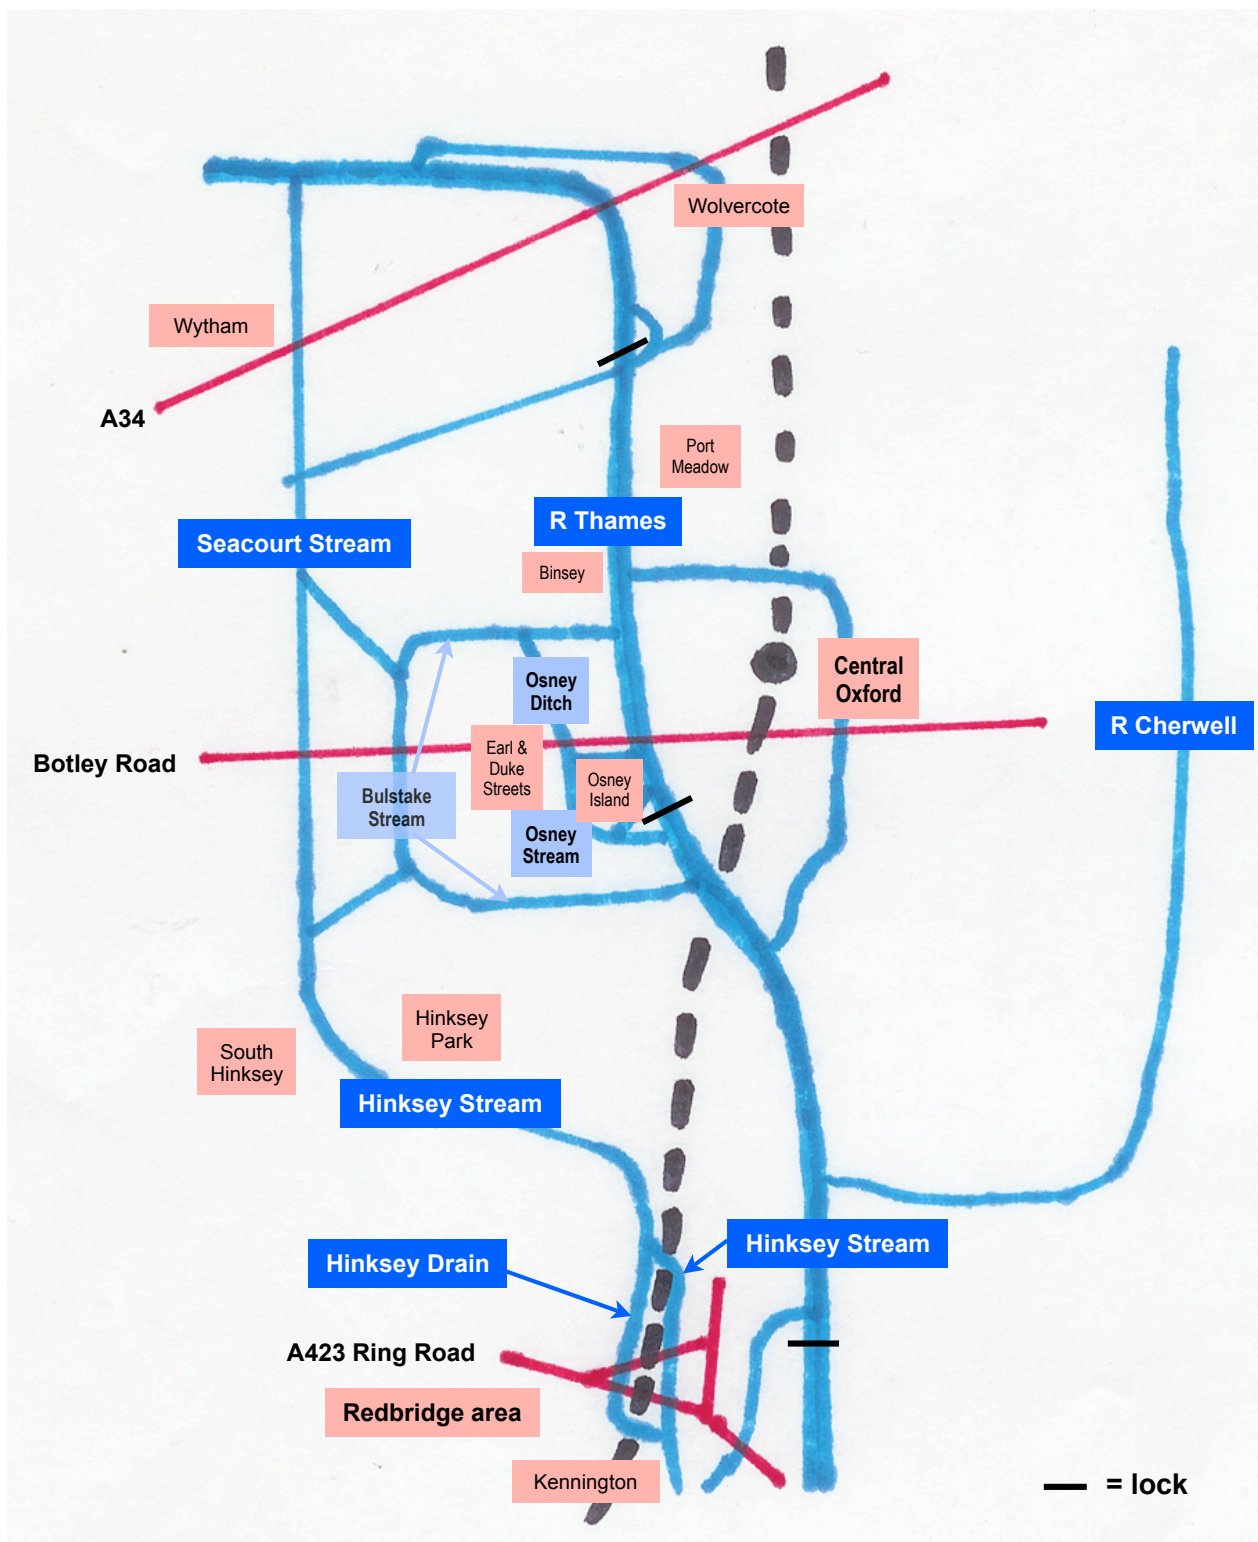 Wolvercote
Wytham
A34
Port
Meadow
R Thames
Seacourt Stream
Binsey
Central
Oxford
Osney
Ditch
R Cherwell
Botley Road
Earl &
Duke
Streets
Osney
Island
Bulstake
Stream
Osney
Stream
Hinksey
Park
South
Hinksey
Hinksey Stream
Hinksey Stream
Hinksey Drain
A423 Ring Road
Redbridge area
Kennington
= lock